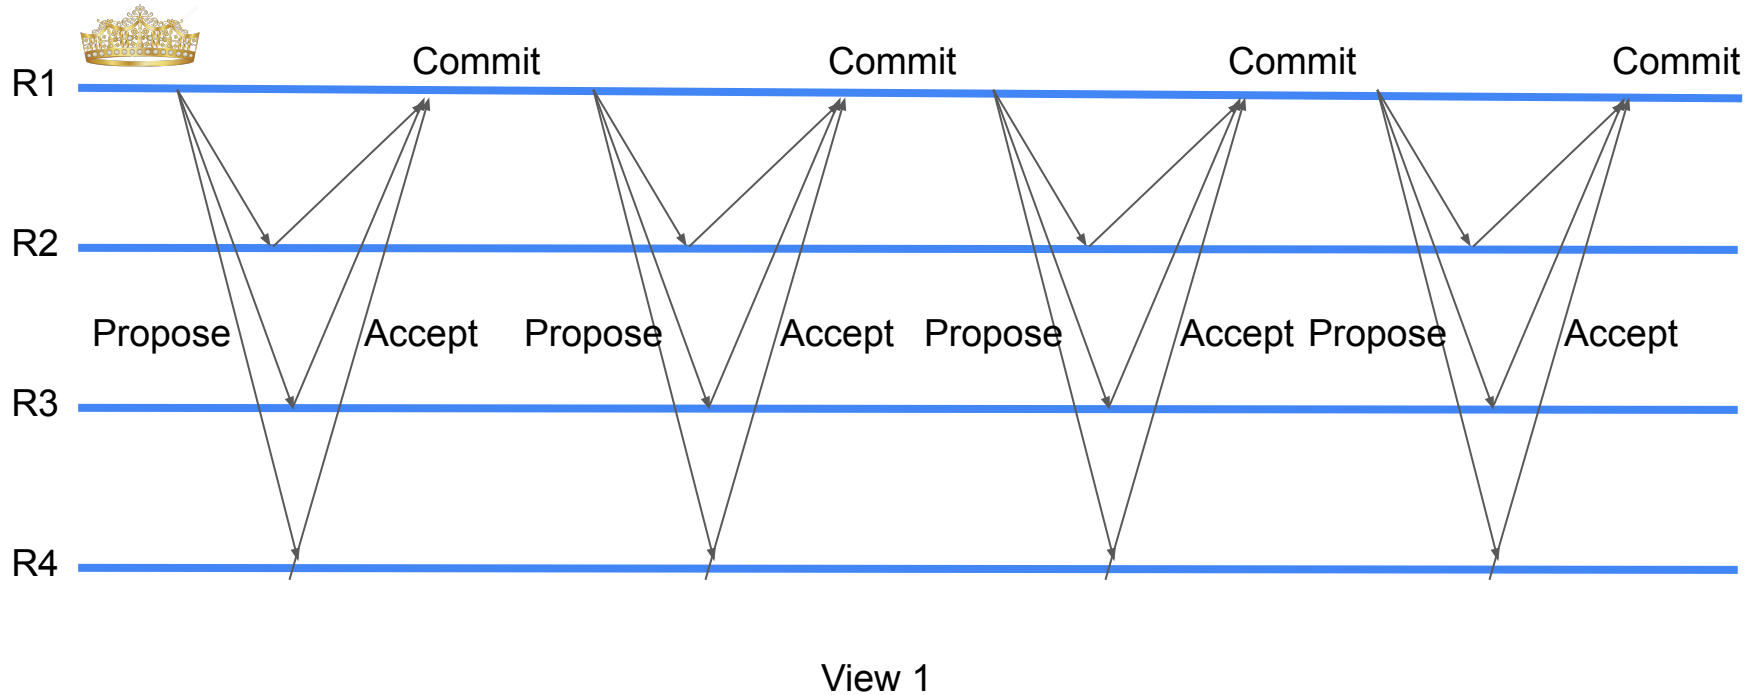 Commit Commit Commit Commit
R1
R2
Propose Accept Propose Accept Propose Accept Propose Accept
R3
R4
View 1